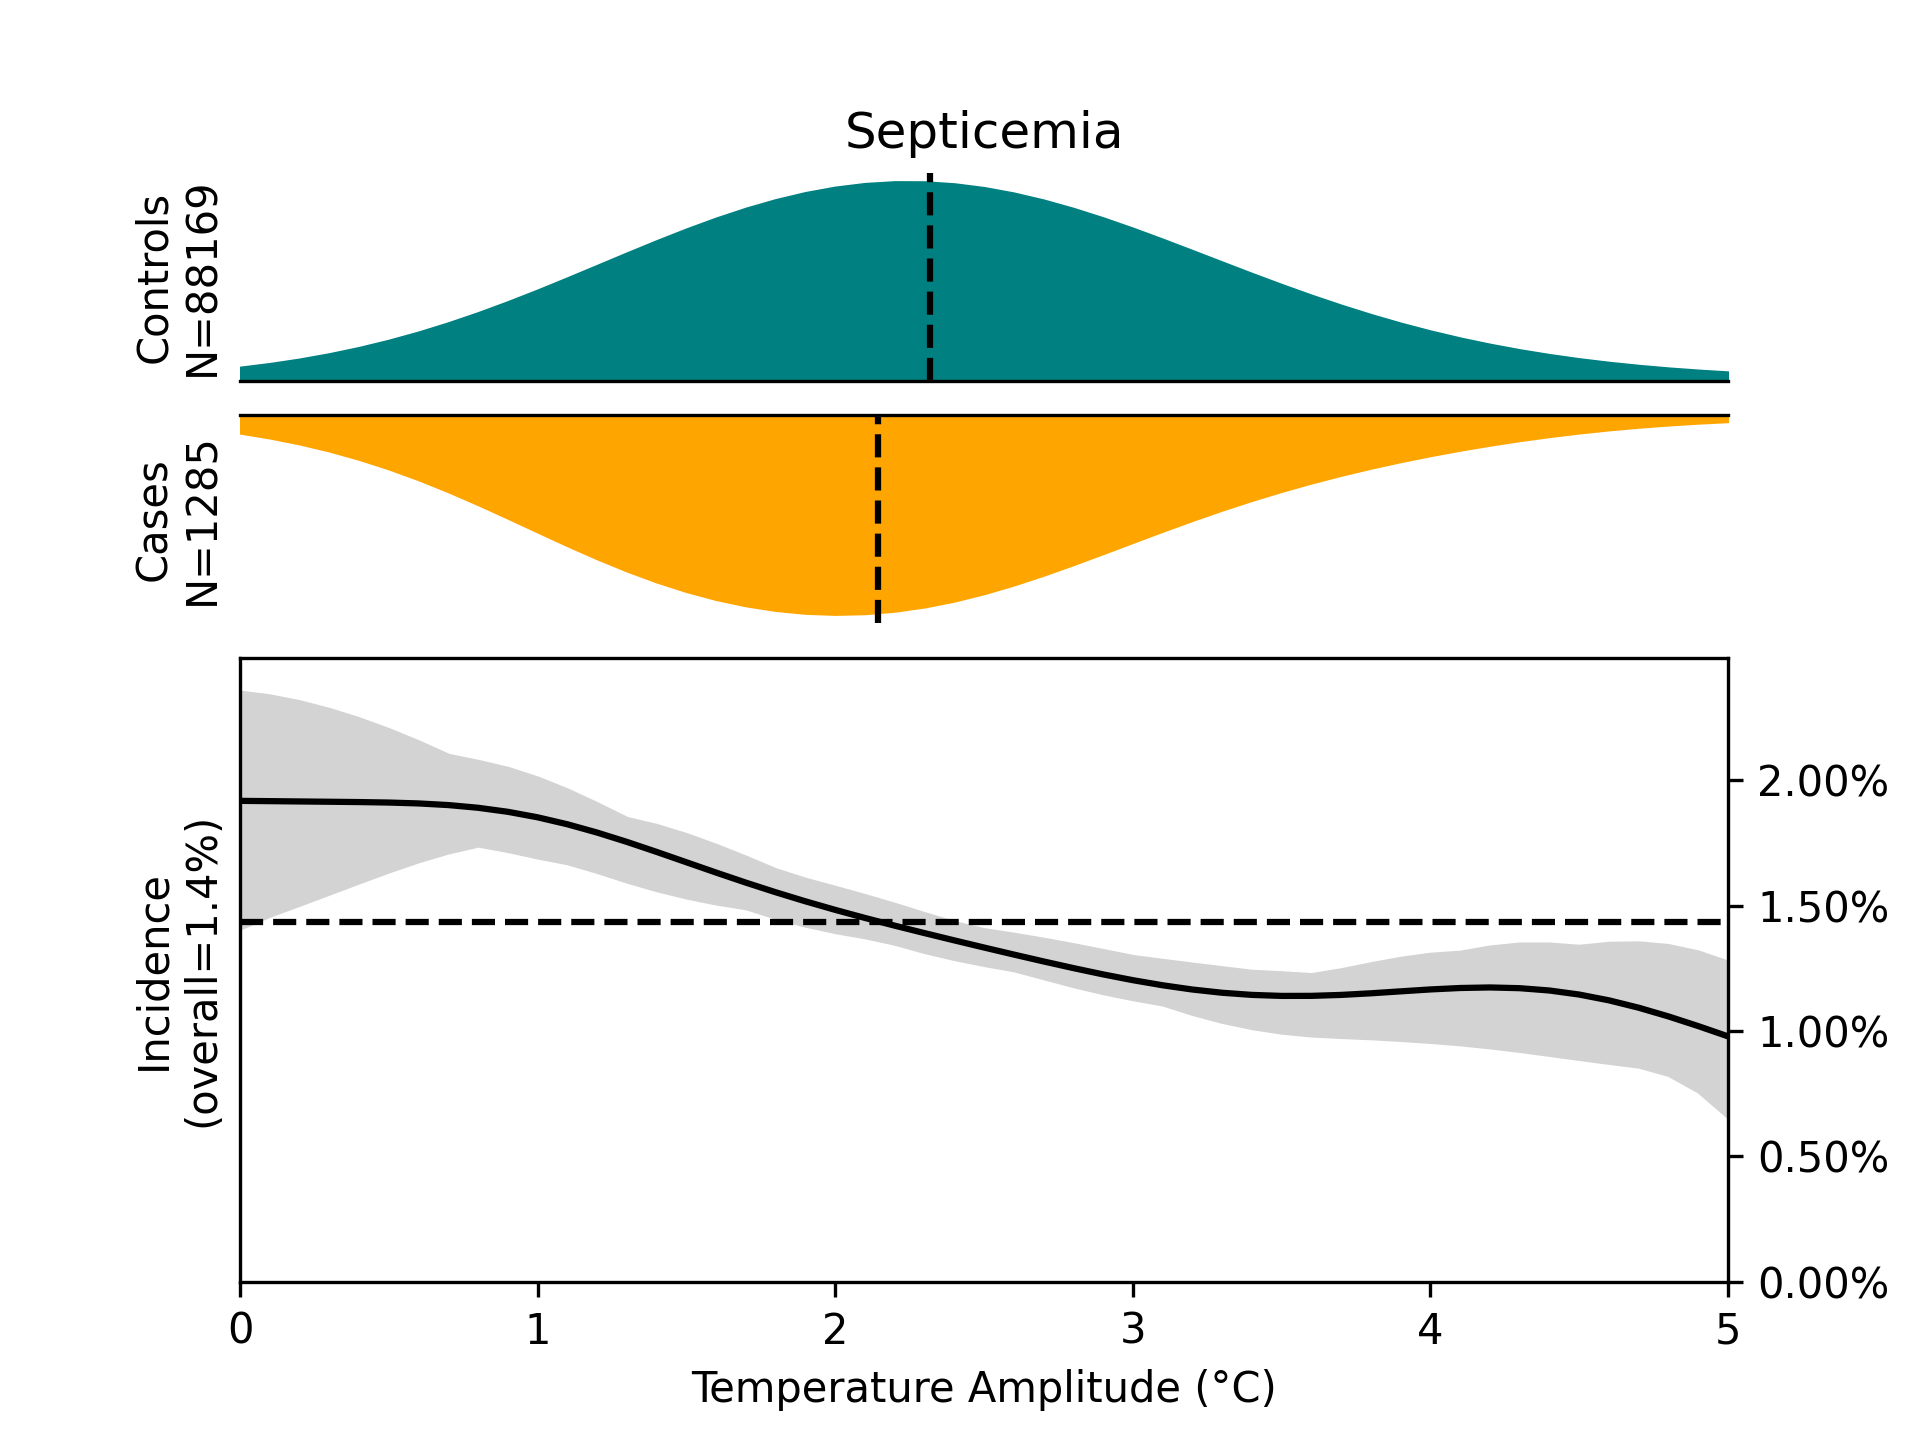 Septicemia
Controls
N=88169
Cases
N=1285
Incidence
(overall=1.4%)
2.00%
1.50%
1.00%
0.50%
0.00%
0 1 2 3 4 5
Temperature Amplitude (°C)